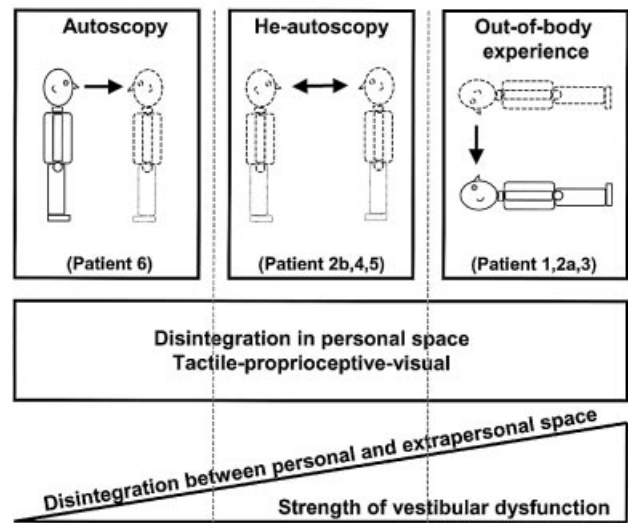 Autoscopy
He-autoscopy
Out-of-body
experience
(Patient 6)
(Patient 2b,4,5)
(Patient 1,2a,3)
Disintegration in personal space
Tactile-proprioceptive-visual
Disintegration between personal and extrapersonal space
Strength of vestibular dysfunction